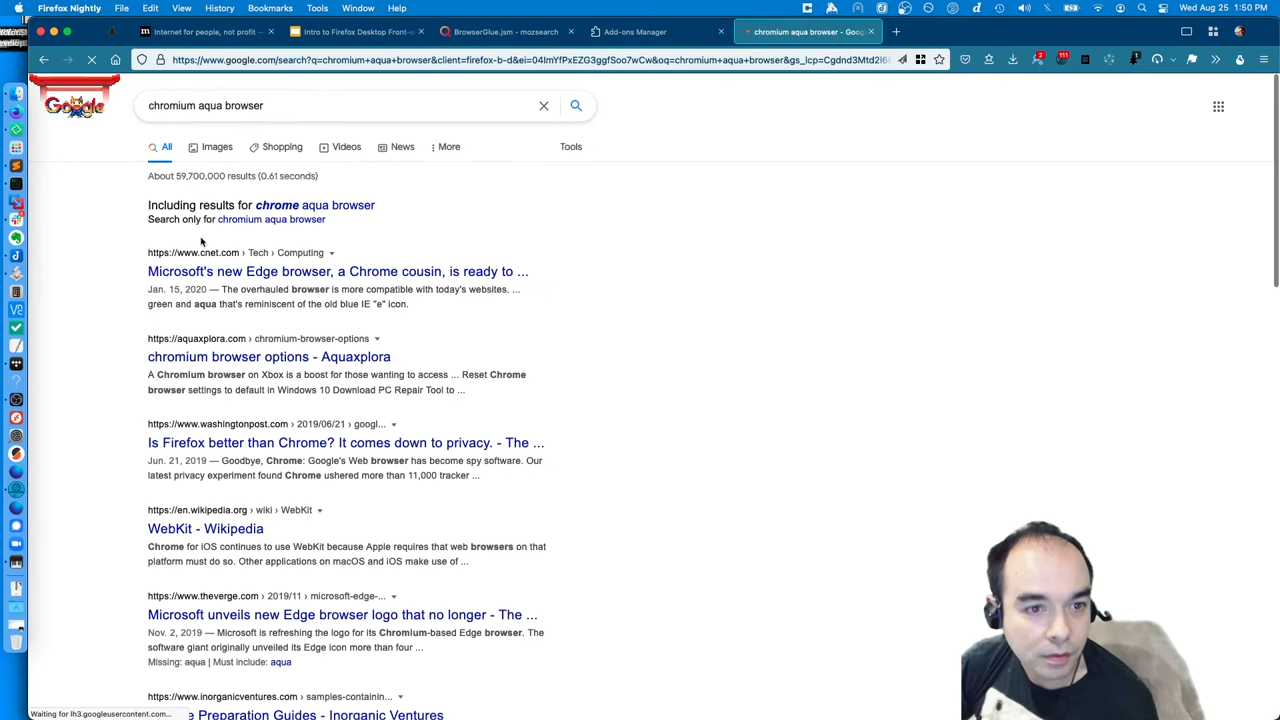 Firefox Nightly File Edit View History Bookmarks Profiles Tools Window Help
Internet for people, not profit –
Intro to Firefox Desktop Front-e
BrowserGlue.jsm - mozsearch
Add-ons Manager
chromium aqua browser - Goo
https://www.google.com/search?q=chromium+aqua+browser&client=firefox-b-d&ei=
2
111
1
Google
chromium aqua browser
All
Images
Shopping
Videos
News
More
Tools
About 59,700,000 results (0.61 seconds)
Including results for chrome aqua browser
Search only for chromium aqua browser
https://www.cnet.com › Tech › Computing
Microsoft's new Edge browser, a Chrome cousin, is ready to ...
Jan. 15, 2020 — The overhauled browser is more compatible with today's websites. ...
green and aqua that's reminiscent of the old blue IE "e" icon.
https://aquaxplora.com › chromium-browser-options
chromium browser options - Aquaxplora
A Chromium browser on Xbox is a boost for those wanting to access ... Reset Chrome
browser settings to default in Windows 10 Download PC Repair Tool to ...
https://www.washingtonpost.com › 2019/06/21 › googl...
Is Firefox better than Chrome? It comes down to privacy. - The ...
Jun. 21, 2019 — Goodbye, Chrome: Google's Web browser has become spy software. Our
latest privacy experiment found Chrome ushered more than 11,000 tracker ...
https://en.wikipedia.org › wiki › WebKit
WebKit - Wikipedia
Chrome for iOS continues to use WebKit because Apple requires that web browsers on that
platform must do so. Other applications on macOS and iOS make use of ...
https://www.theverge.com › 2019/11 › microsoft-edge-...
Microsoft unveils new Edge browser logo that no longer - The ...
Nov. 2, 2019 — Microsoft is refreshing the logo for its Chromium-based Edge browser. The
software giant originally unveiled its Edge icon more than four ...
Missing: aqua | Must include: aqua
https://www.inorganicventures.com › samples-containin...
e Preparation Guides - Inorganic Ventures
Waiting for lh3.googleusercontent.com...